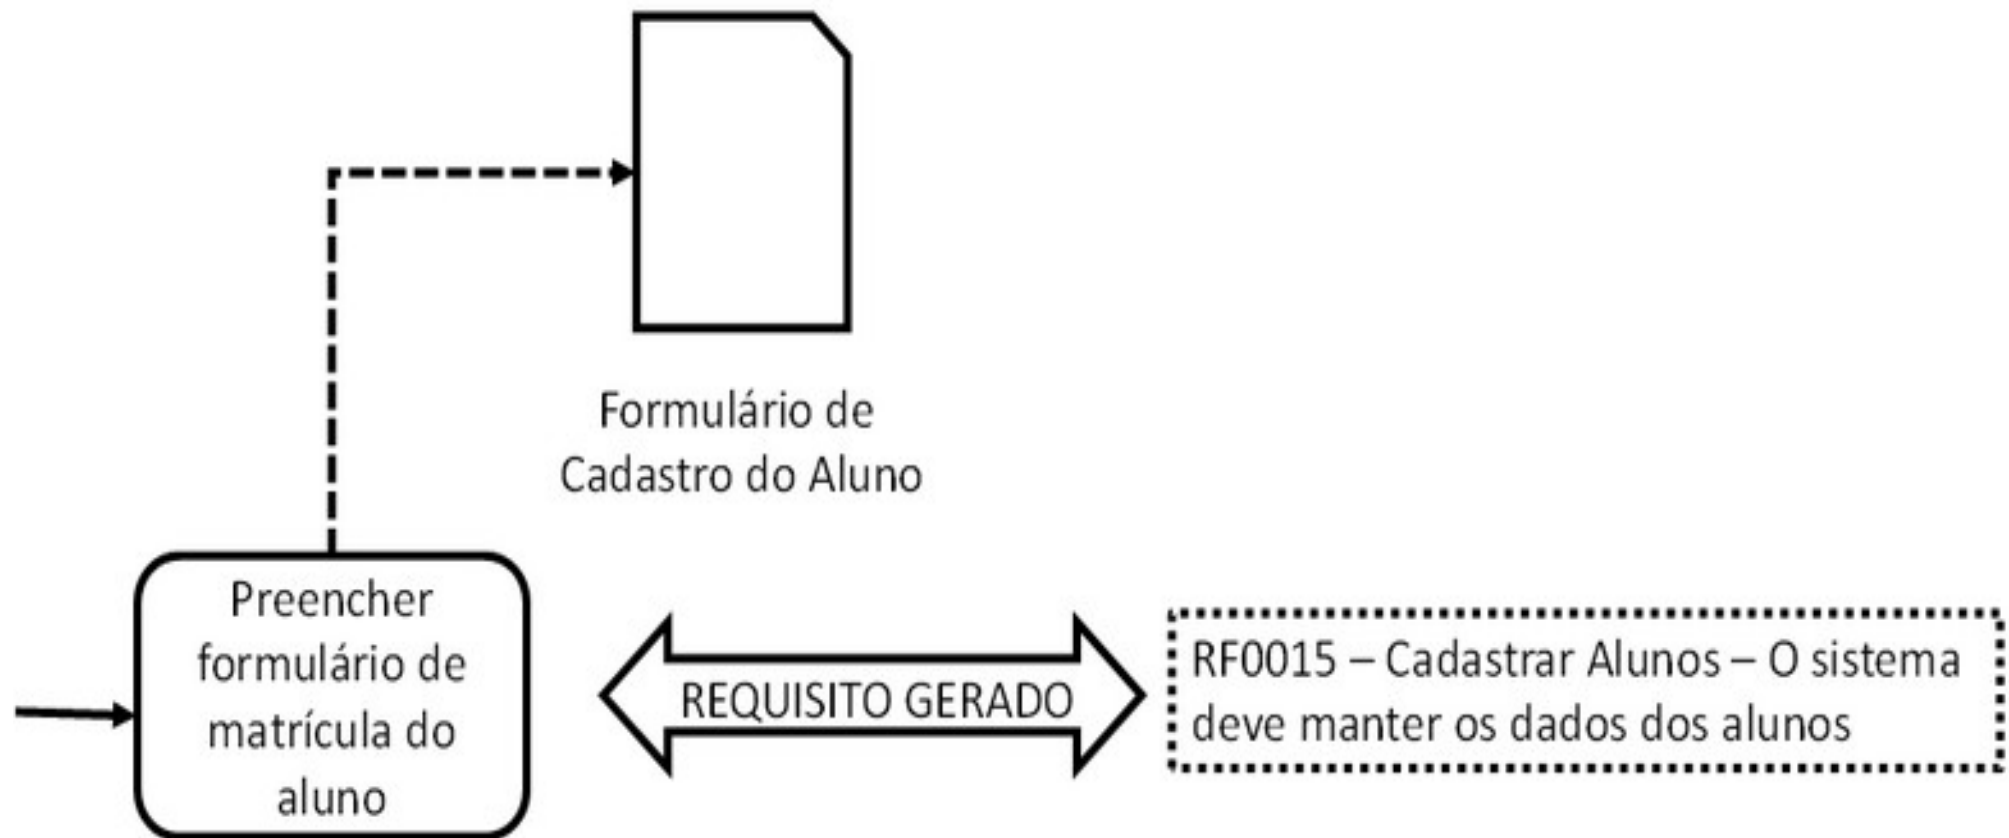 Formulário de
Cadastro do Aluno
Preencher
formulário de
matrícula do
aluno
REQUISITO GERADO
RF0015 – Cadastrar Alunos – O sistema
deve manter os dados dos alunos